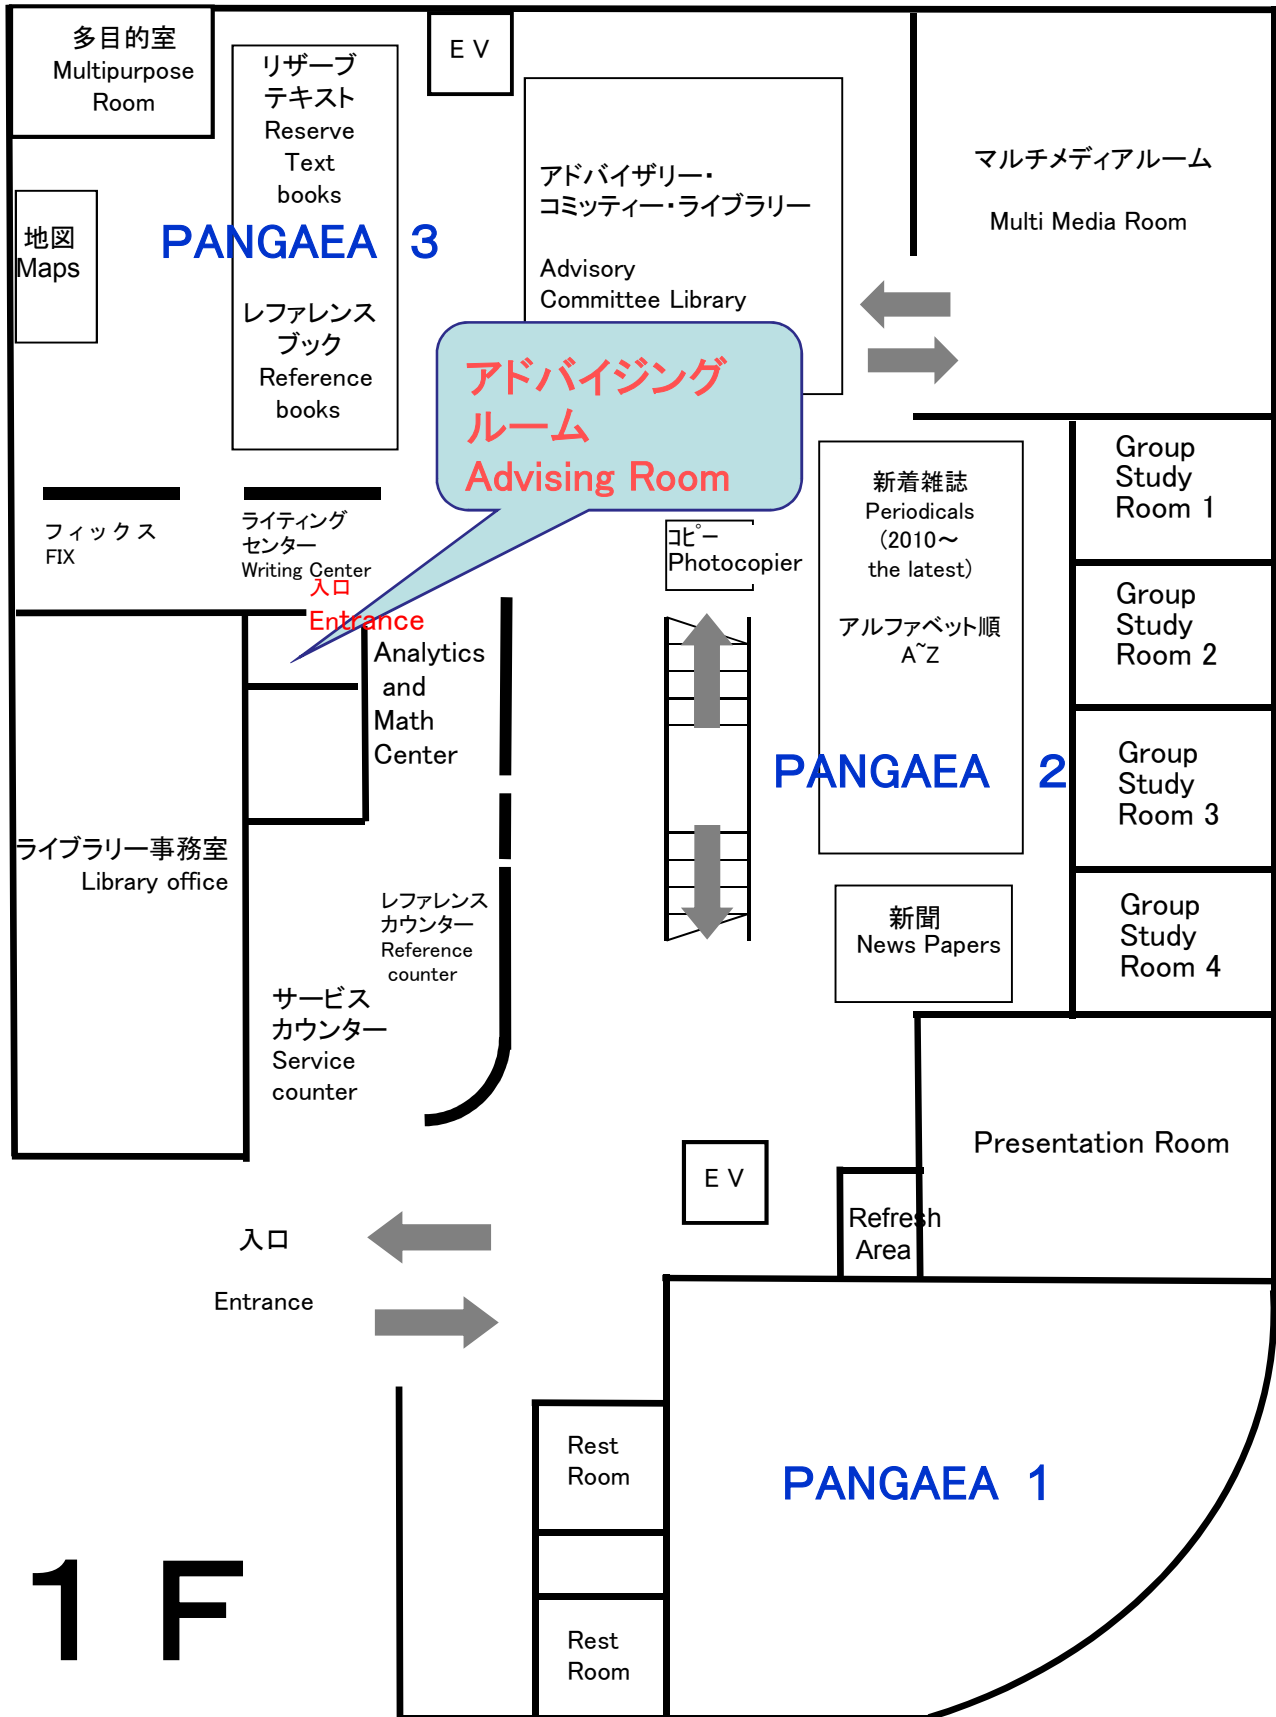 多目的室
Multipurpose
Room
リザーブ
テキスト
Reserve
Text
books
ＥＶ
アドバイザリー・
コミッティー・ライブラリー
Advisory
Committee Library
マルチメディアルーム
Multi Media Room
地図
Maps
PANGAEA ３
レファレンス
ブック
Reference
books
アドバイジング
ルーム
Advising Room
フィックス
FIX
ライティング
センター
Writing Center
入口
Entrance
コピー
Photocopier
新着雑誌
Periodicals
(2010～
the latest)
アルファベット順
A~Z
Group
Study
Room 1
Group
Study
Room 2
Group
Study
Room 3
Group
Study
Room 4
Analytics
and
Math
Center
PANGAEA ２
ライブラリー事務室
Library office
レファレンス
カウンター
Reference
counter
新聞
News Papers
サービス
カウンター
Service
counter
Presentation Room
ＥＶ
Refresh
Area
入口
Entrance
Rest
Room
PANGAEA １
Rest
Room
１Ｆ